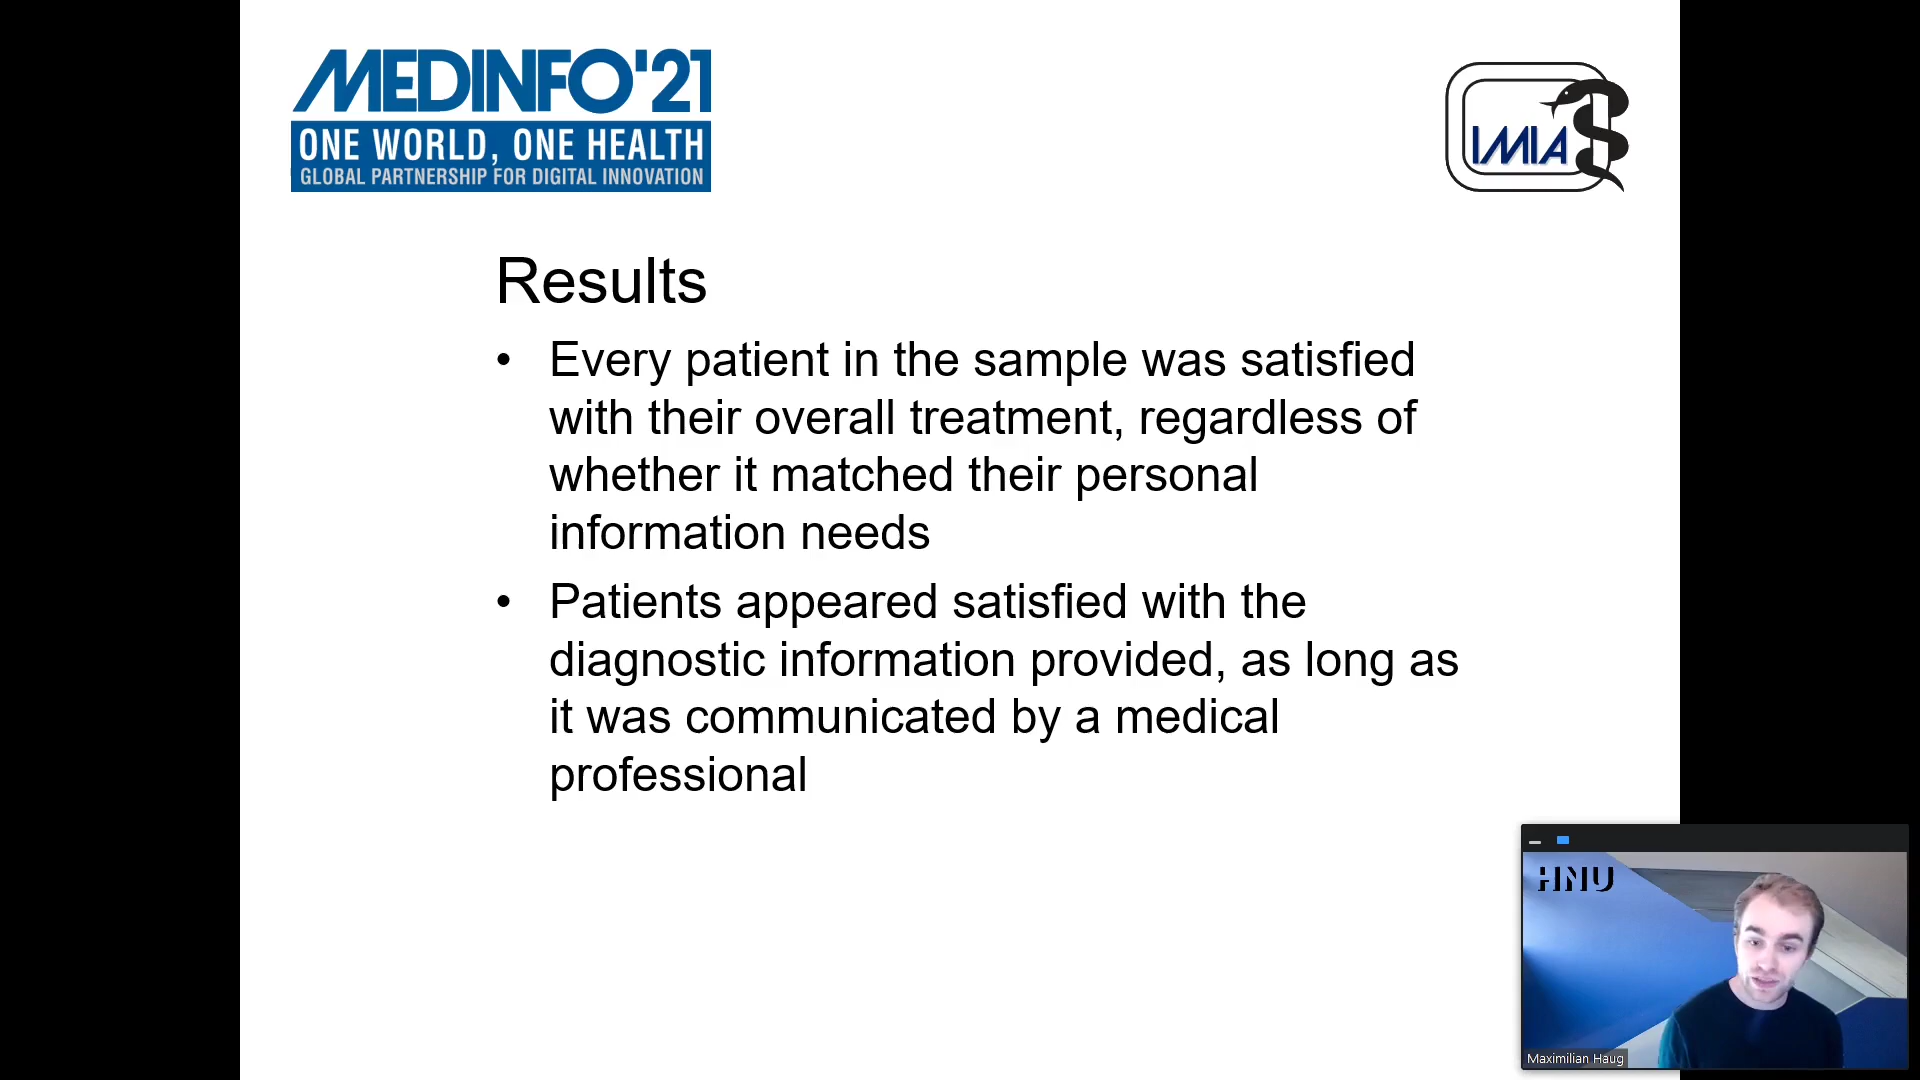 MEDINFO'21
ONE WORLD, ONE HEALTH
GLOBAL PARTNERSHIP FOR DIGITAL INNOVATION
IMIA
Results
• Every patient in the sample was satisfied
with their overall treatment, regardless of
whether it matched their personal
information needs
• Patients appeared satisfied with the
diagnostic information provided, as long as
it was communicated by a medical
professional
HNU
Maximilian Haug